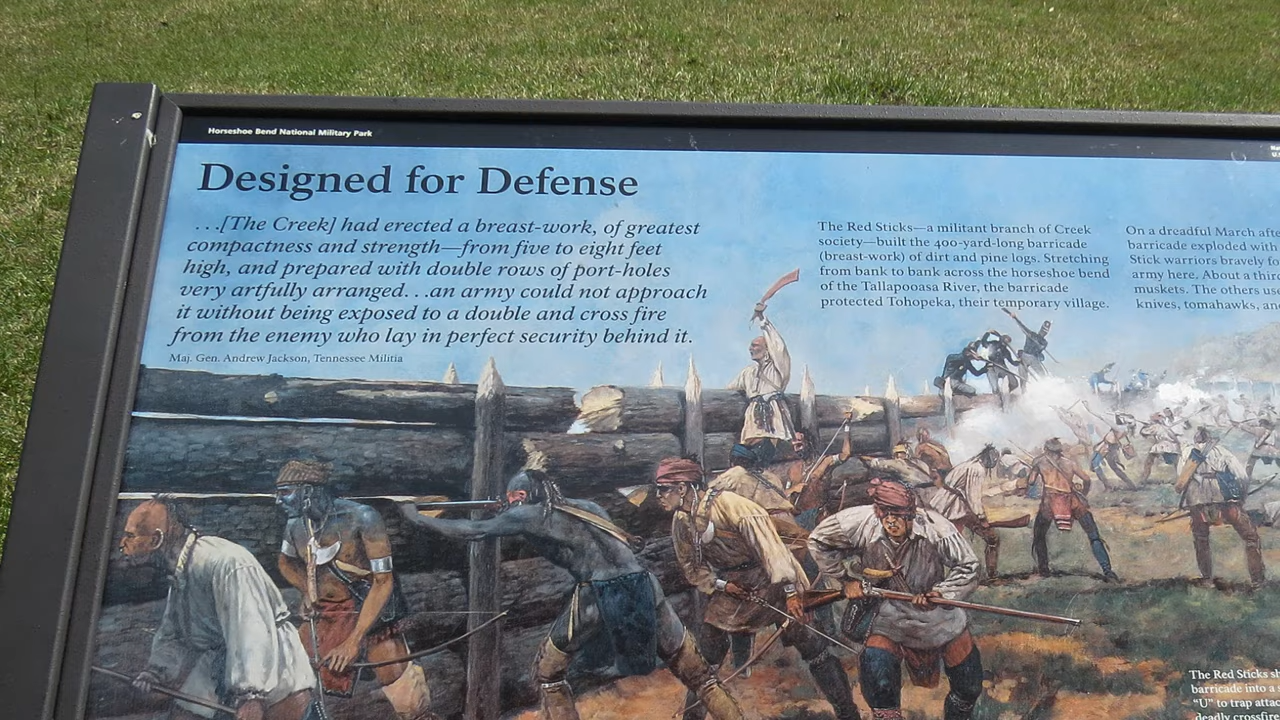 Horseshoe Bend National Military Park
Designed for Defense
. . .[The Creek] had erected a breast-work, of greatest
compactness and strength—from five to eight feet
high, and prepared with double rows of port-holes
very artfully arranged. . .an army could not approach
it without being exposed to a double and cross fire
from the enemy who lay in perfect security behind it.
Maj. Gen. Andrew Jackson, Tennessee Militia
The Red Sticks—a militant branch of Creek
society—built the 400-yard-long barricade
(breast-work) of dirt and pine logs. Stretching
from bank to bank across the horseshoe bend
of the Tallapooasa River, the barricade
protected Tohopeka, their temporary village.
On a dreadful March
barricade exploded with
Stick warriors bravely
army here. About a
muskets. The others
knives, tomahawks,
The Red Sticks
barricade into a
"U" to trap
deadly